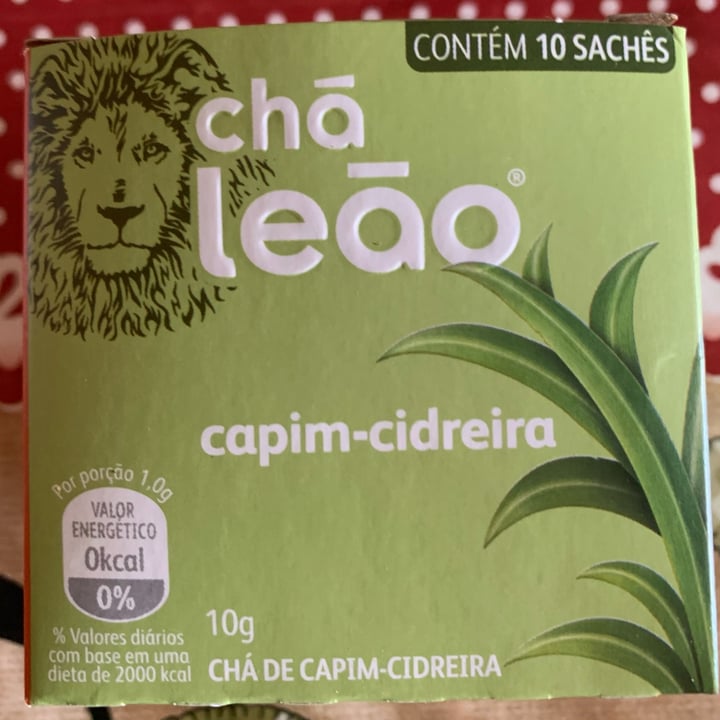 CONTÉM 10 SACHÊS
chá
leão®
capim-cidreira
Por porção 1,0g
VALOR
ENERGÉTICO
0kcal
0%
% Valores diários
com base em uma
dieta de 2000 kcal
10g
CHÁ DE CAPIM-CIDREIRA